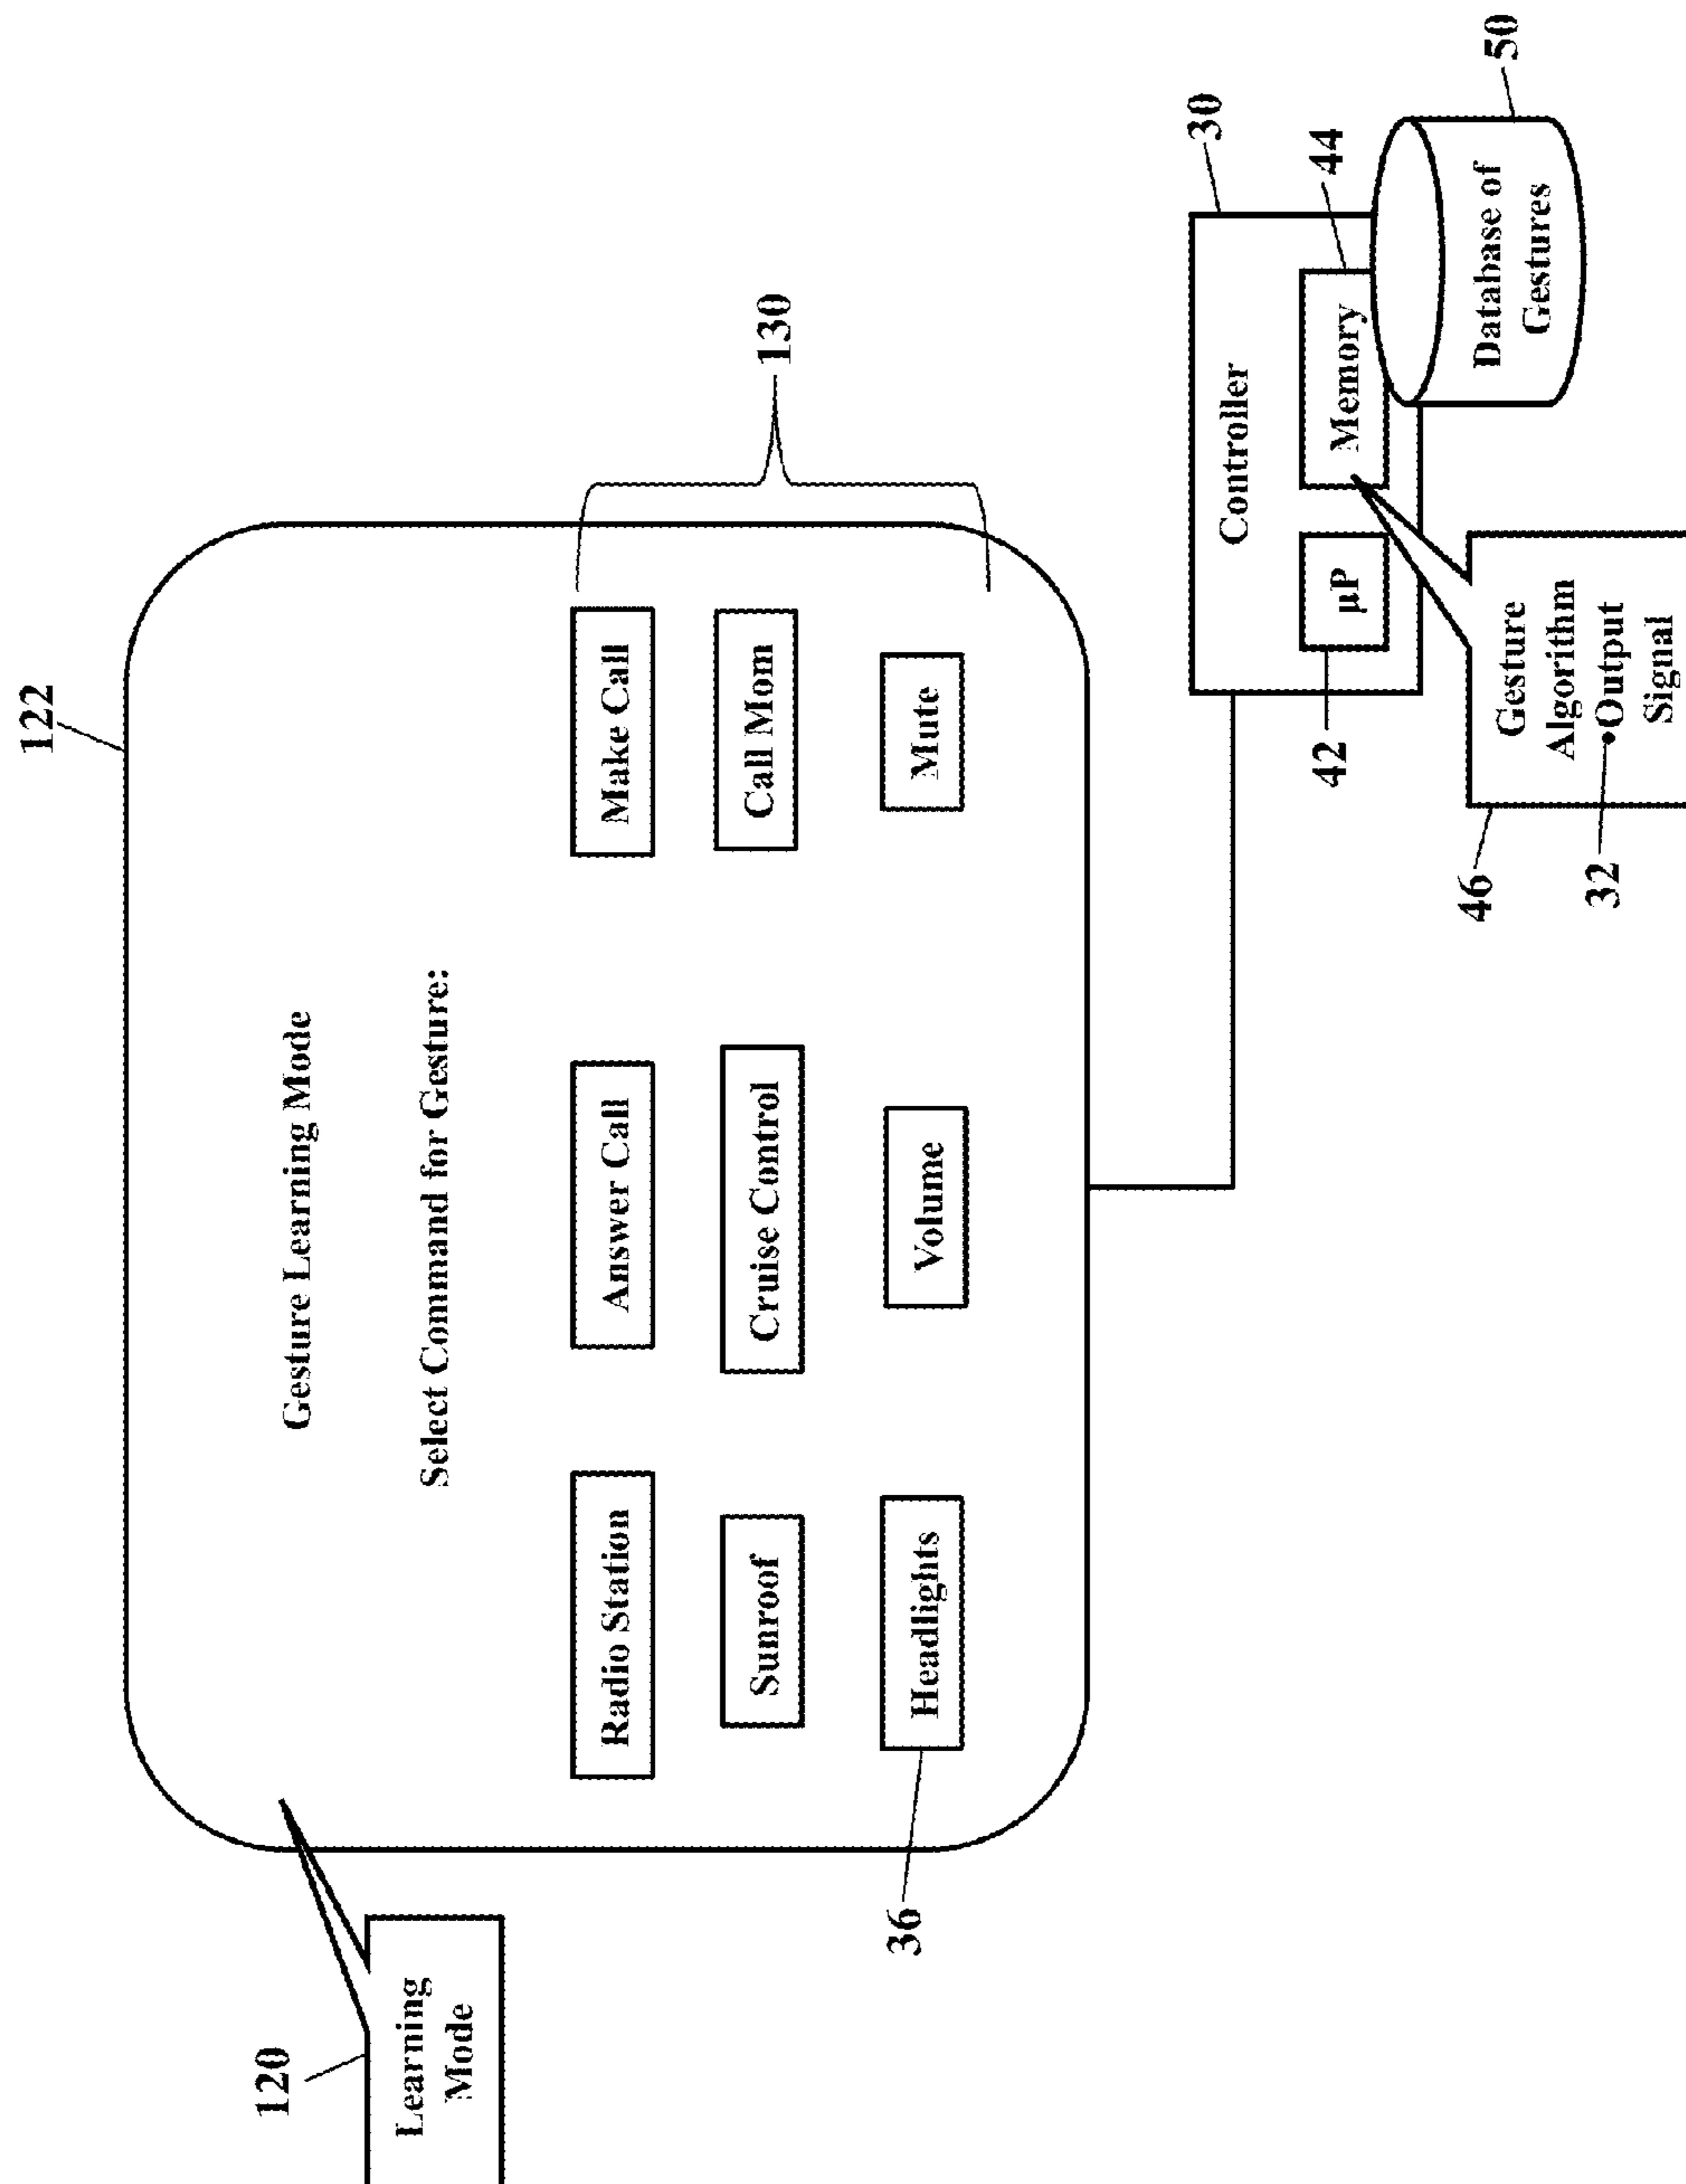 122
120
Learning
Mode
Gesture Learning Mode
Select Command for Gesture:
Radio Station
Answer Call
Make Call
Sunroof
Cruise Control
Call Mom
Headlights
Volume
Mute
130
36
30
Controller
42
µP
Memory
44
46
Gesture
Algorithm
•Output
Signal
32
Database of
Gestures
50